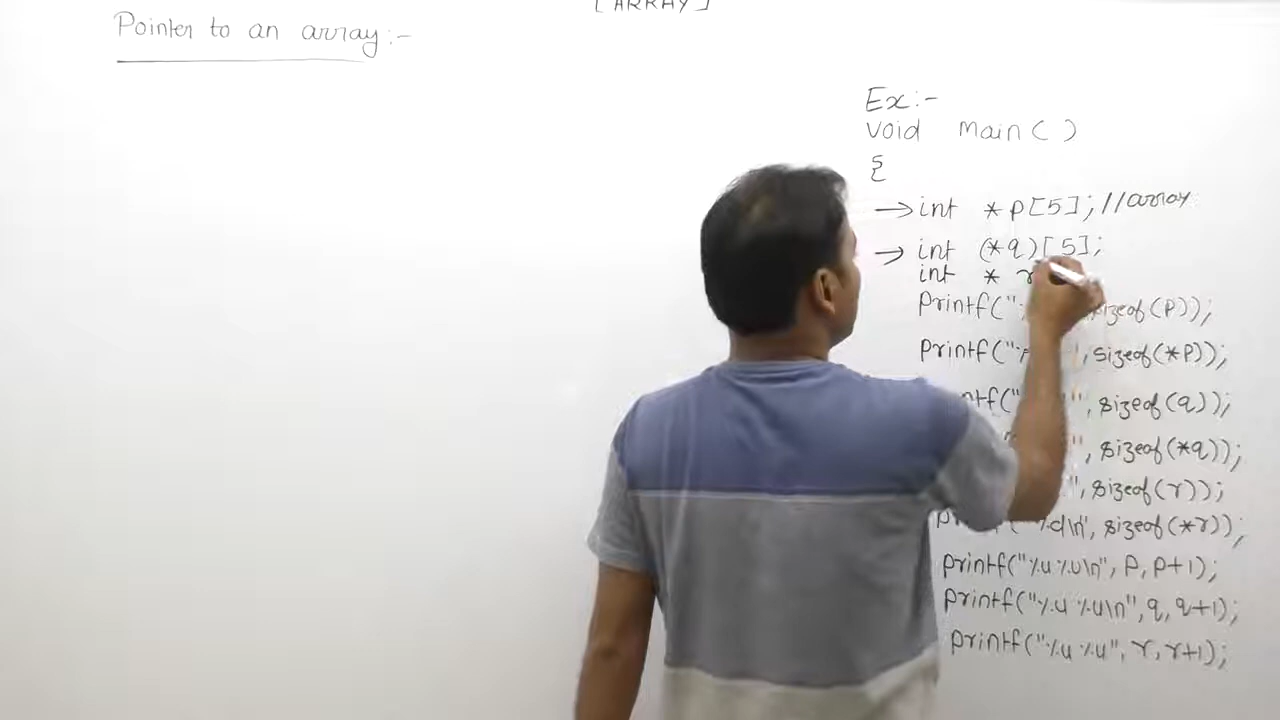 [ARRAY]
Pointer to an array:-
Ex:-
void main( )
{
→ int * p[5]; //array
→ int (*q)[5];
int * r
Printf(" sizeof(P));
Printf("% ", sizeof(*P));
ntf( ", sizeof(q));
", sizeof(*q));
", sizeof(r));
"%d\n", sizeof(*r));
printf("%u %u\n", P, P+1);
printf("%u %u\n", q, q+1);
printf("%u %u", r, r+1);